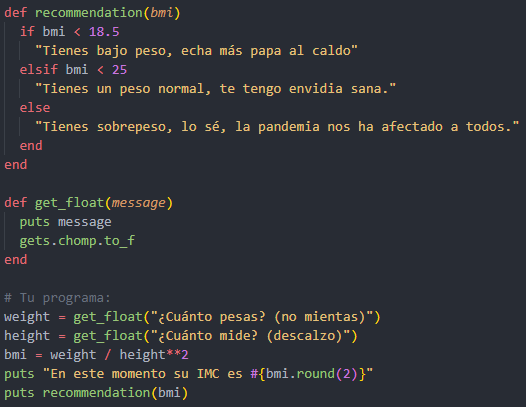 def recommendation(bmi)
  if bmi < 18.5
    "Tienes bajo peso, echa más papa al caldo"
  elsif bmi < 25
    "Tienes un peso normal, te tengo envidia sana."
  else
    "Tienes sobrepeso, lo sé, la pandemia nos ha afectado a todos."
  end
end

def get_float(message)
  puts message
  gets.chomp.to_f
end

# Tu programa:
weight = get_float("¿Cuánto pesas? (no mientas)")
height = get_float("¿Cuánto mide? (descalzo)")
bmi = weight / height**2
puts "En este momento su IMC es #{bmi.round(2)}"
puts recommendation(bmi)